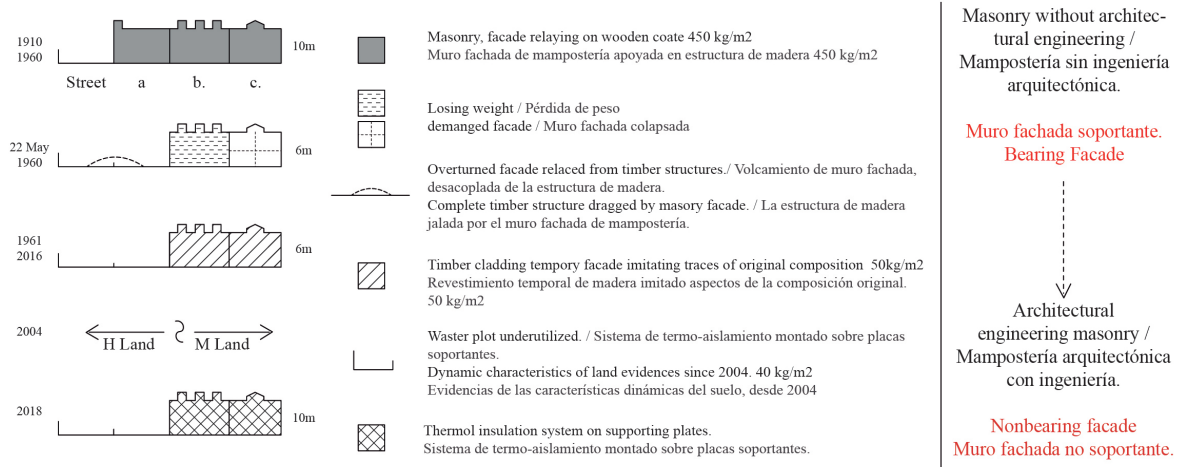 1910
1960
10m
Street
a
b.
c.
22 May
1960
6m
1961
2016
6m
2004
H Land
M Land
2018
10m
Masonry, facade relaying on wooden coate 450 kg/m2
Muro fachada de mampostería apoyada en estructura de madera 450 kg/m2
Losing weight / Pérdida de peso
demanged facade / Muro fachada colapsada
Overturned facade relaced from timber structures./ Volcamiento de muro fachada,
desacoplada de la estructura de madera.
Complete timber structure dragged by masory facade. / La estructura de madera
jalada por el muro fachada de mampostería.
Timber cladding tempory facade imitating traces of original composition 50kg/m2
Revestimiento temporal de madera imitado aspectos de la composición original.
50 kg/m2
Waster plot underutilized. / Sistema de termo-aislamiento montado sobre placas
soportantes.
Dynamic characteristics of land evidences since 2004. 40 kg/m2
Evidencias de las características dinámicas del suelo, desde 2004
Thermol insulation system on supporting plates.
Sistema de termo-aislamiento montado sobre placas soportantes.
Masonry without architec-
tural engineering /
Mampostería sin ingeniería
arquitectónica.
Muro fachada soportante.
Bearing Facade
Architectural
engineering masonry /
Mampostería arquitectónica
con ingeniería.
Nonbearing facade
Muro fachada no soportante.